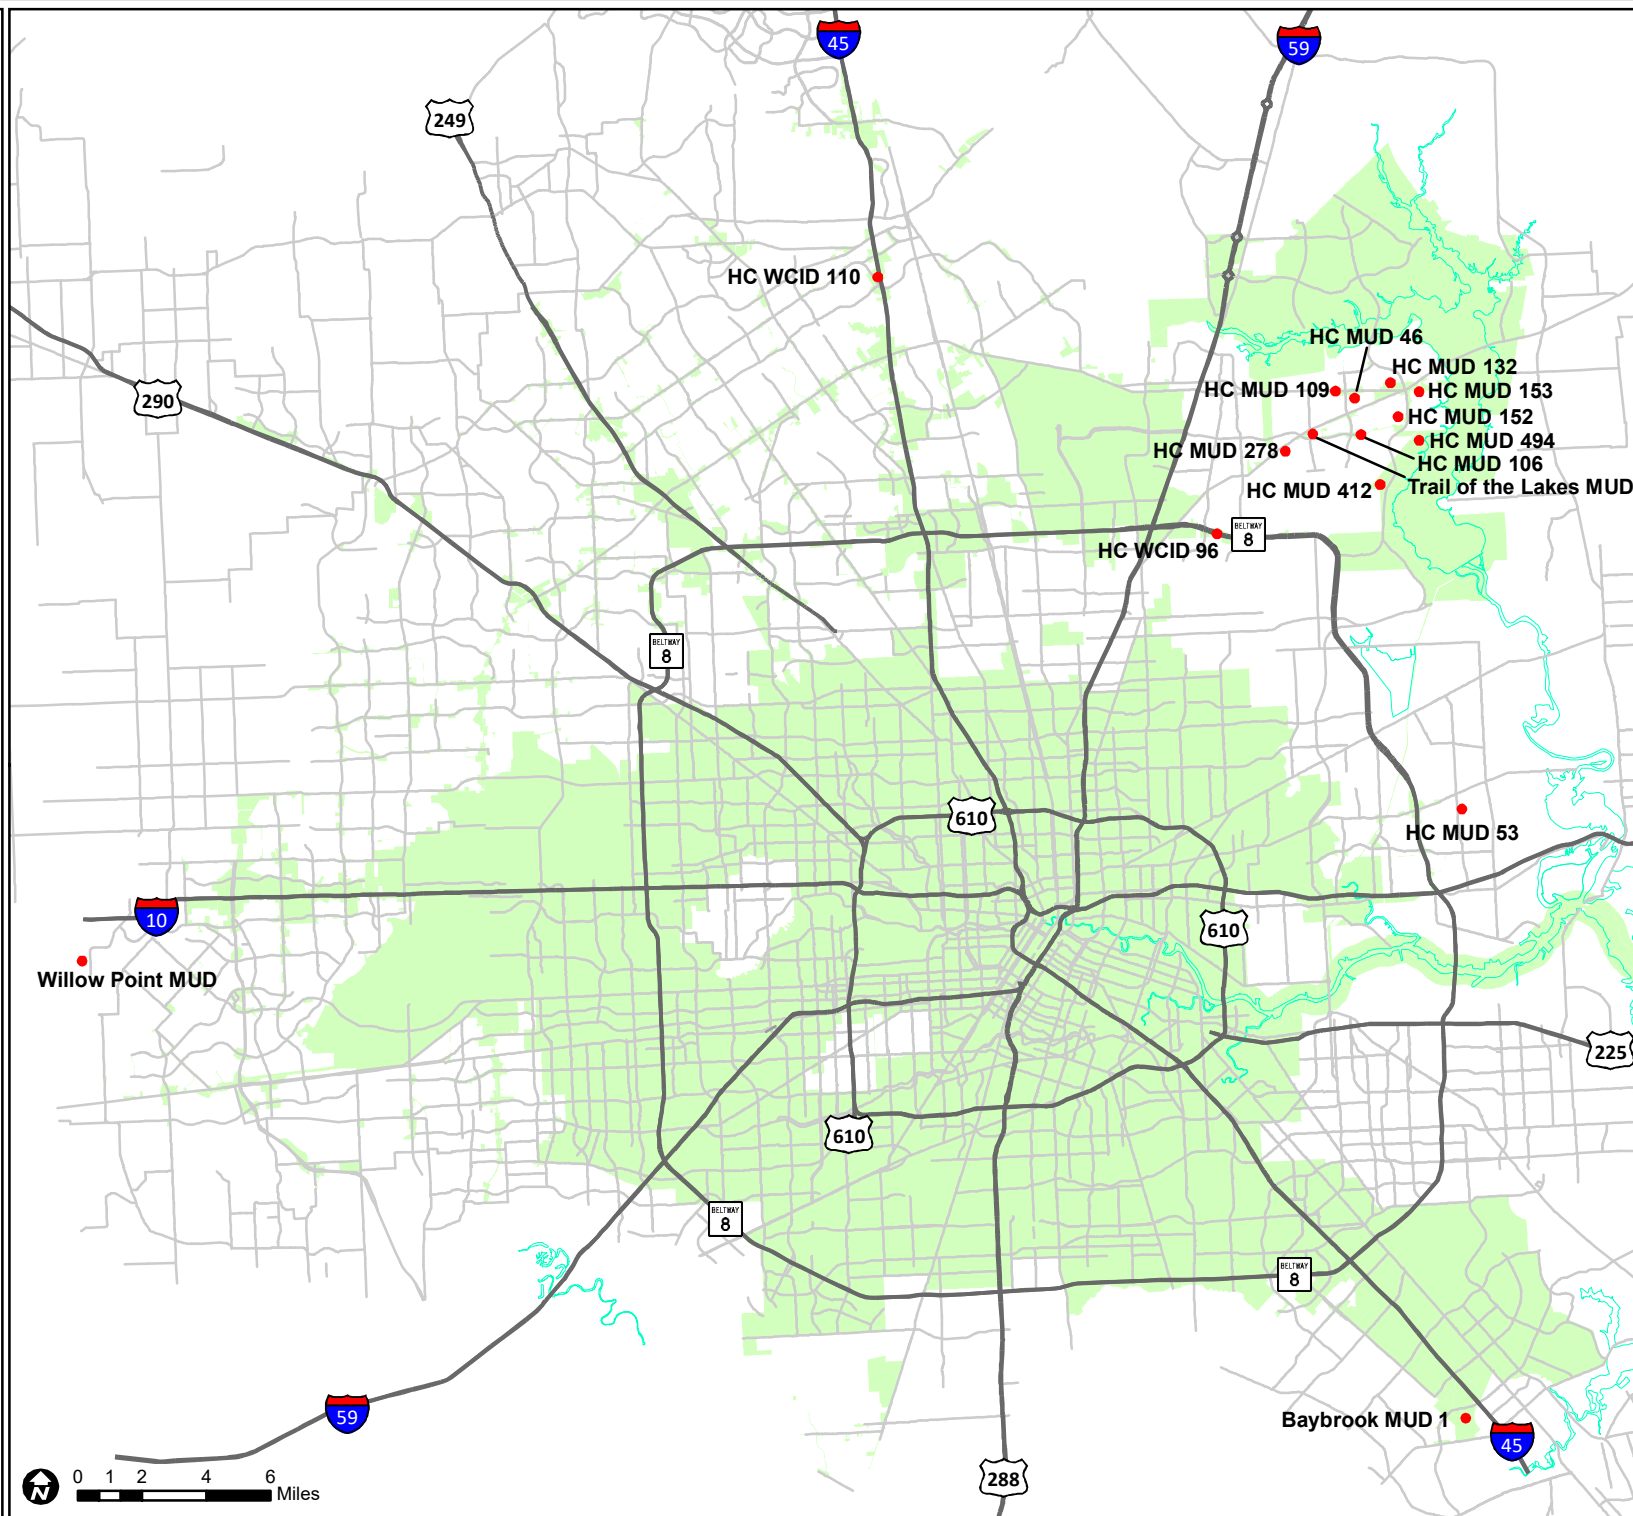 45
59
249
HC WCID 110
HC MUD 46
HC MUD 132
290
HC MUD 109
HC MUD 153
HC MUD 152
HC MUD 494
HC MUD 278
HC MUD 106
HC MUD 412
Trail of the Lakes MUD
BELTWAY
8
HC WCID 96
BELTWAY
8
610
HC MUD 53
10
610
Willow Point MUD
225
610
BELTWAY
8
BELTWAY
8
59
Baybrook MUD 1
45
288
N
0 1 2 4 6
Miles